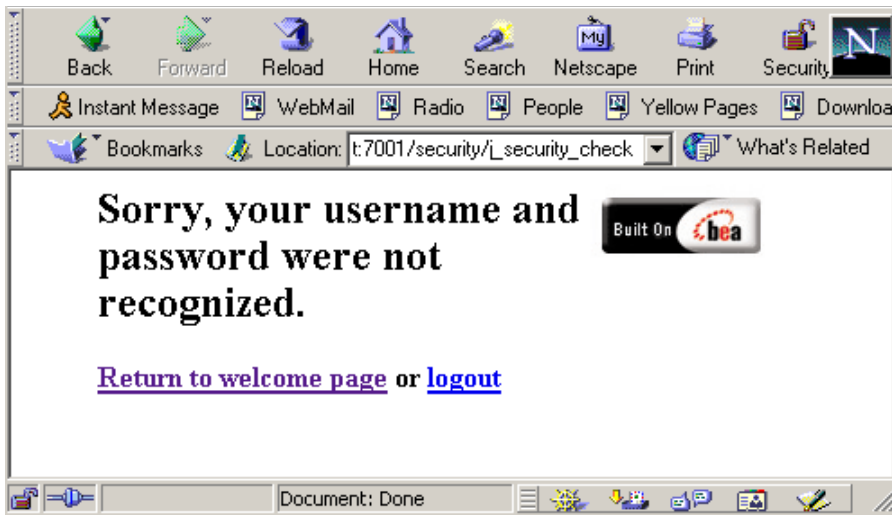 Back Forward Reload Home Search Netscape Print Security
My
N
Instant Message WebMail Radio People Yellow Pages Downloa
Bookmarks Location: t:7001/security/j_security_check What's Related
Sorry, your username and
password were not
recognized.
Built On bea
Return to welcome page or logout
Document: Done